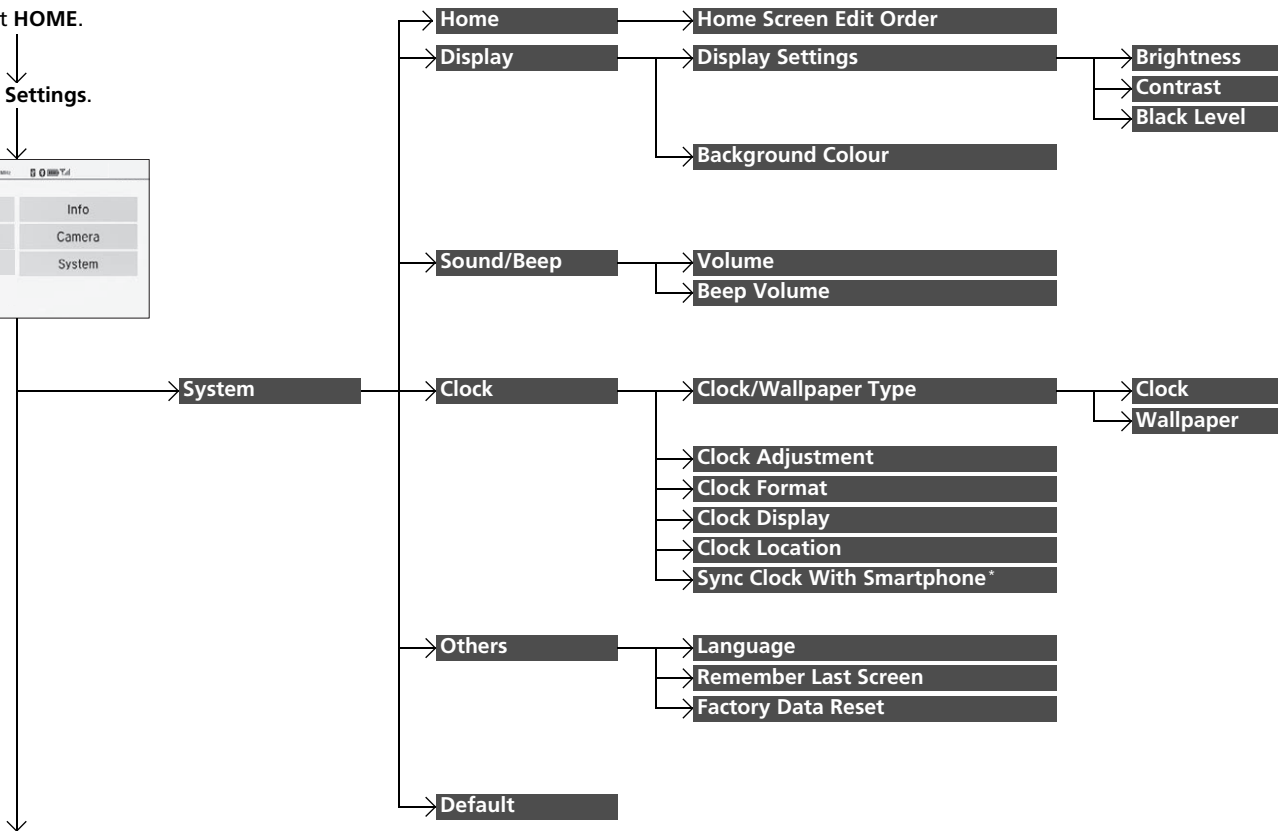 t HOME.
Settings.
Info
Camera
System
System
Home
Home Screen Edit Order
Display
Display Settings
Brightness
Contrast
Black Level
Background Colour
Sound/Beep
Volume
Beep Volume
Clock
Clock/Wallpaper Type
Clock
Wallpaper
Clock Adjustment
Clock Format
Clock Display
Clock Location
Sync Clock With Smartphone*
Others
Language
Remember Last Screen
Factory Data Reset
Default